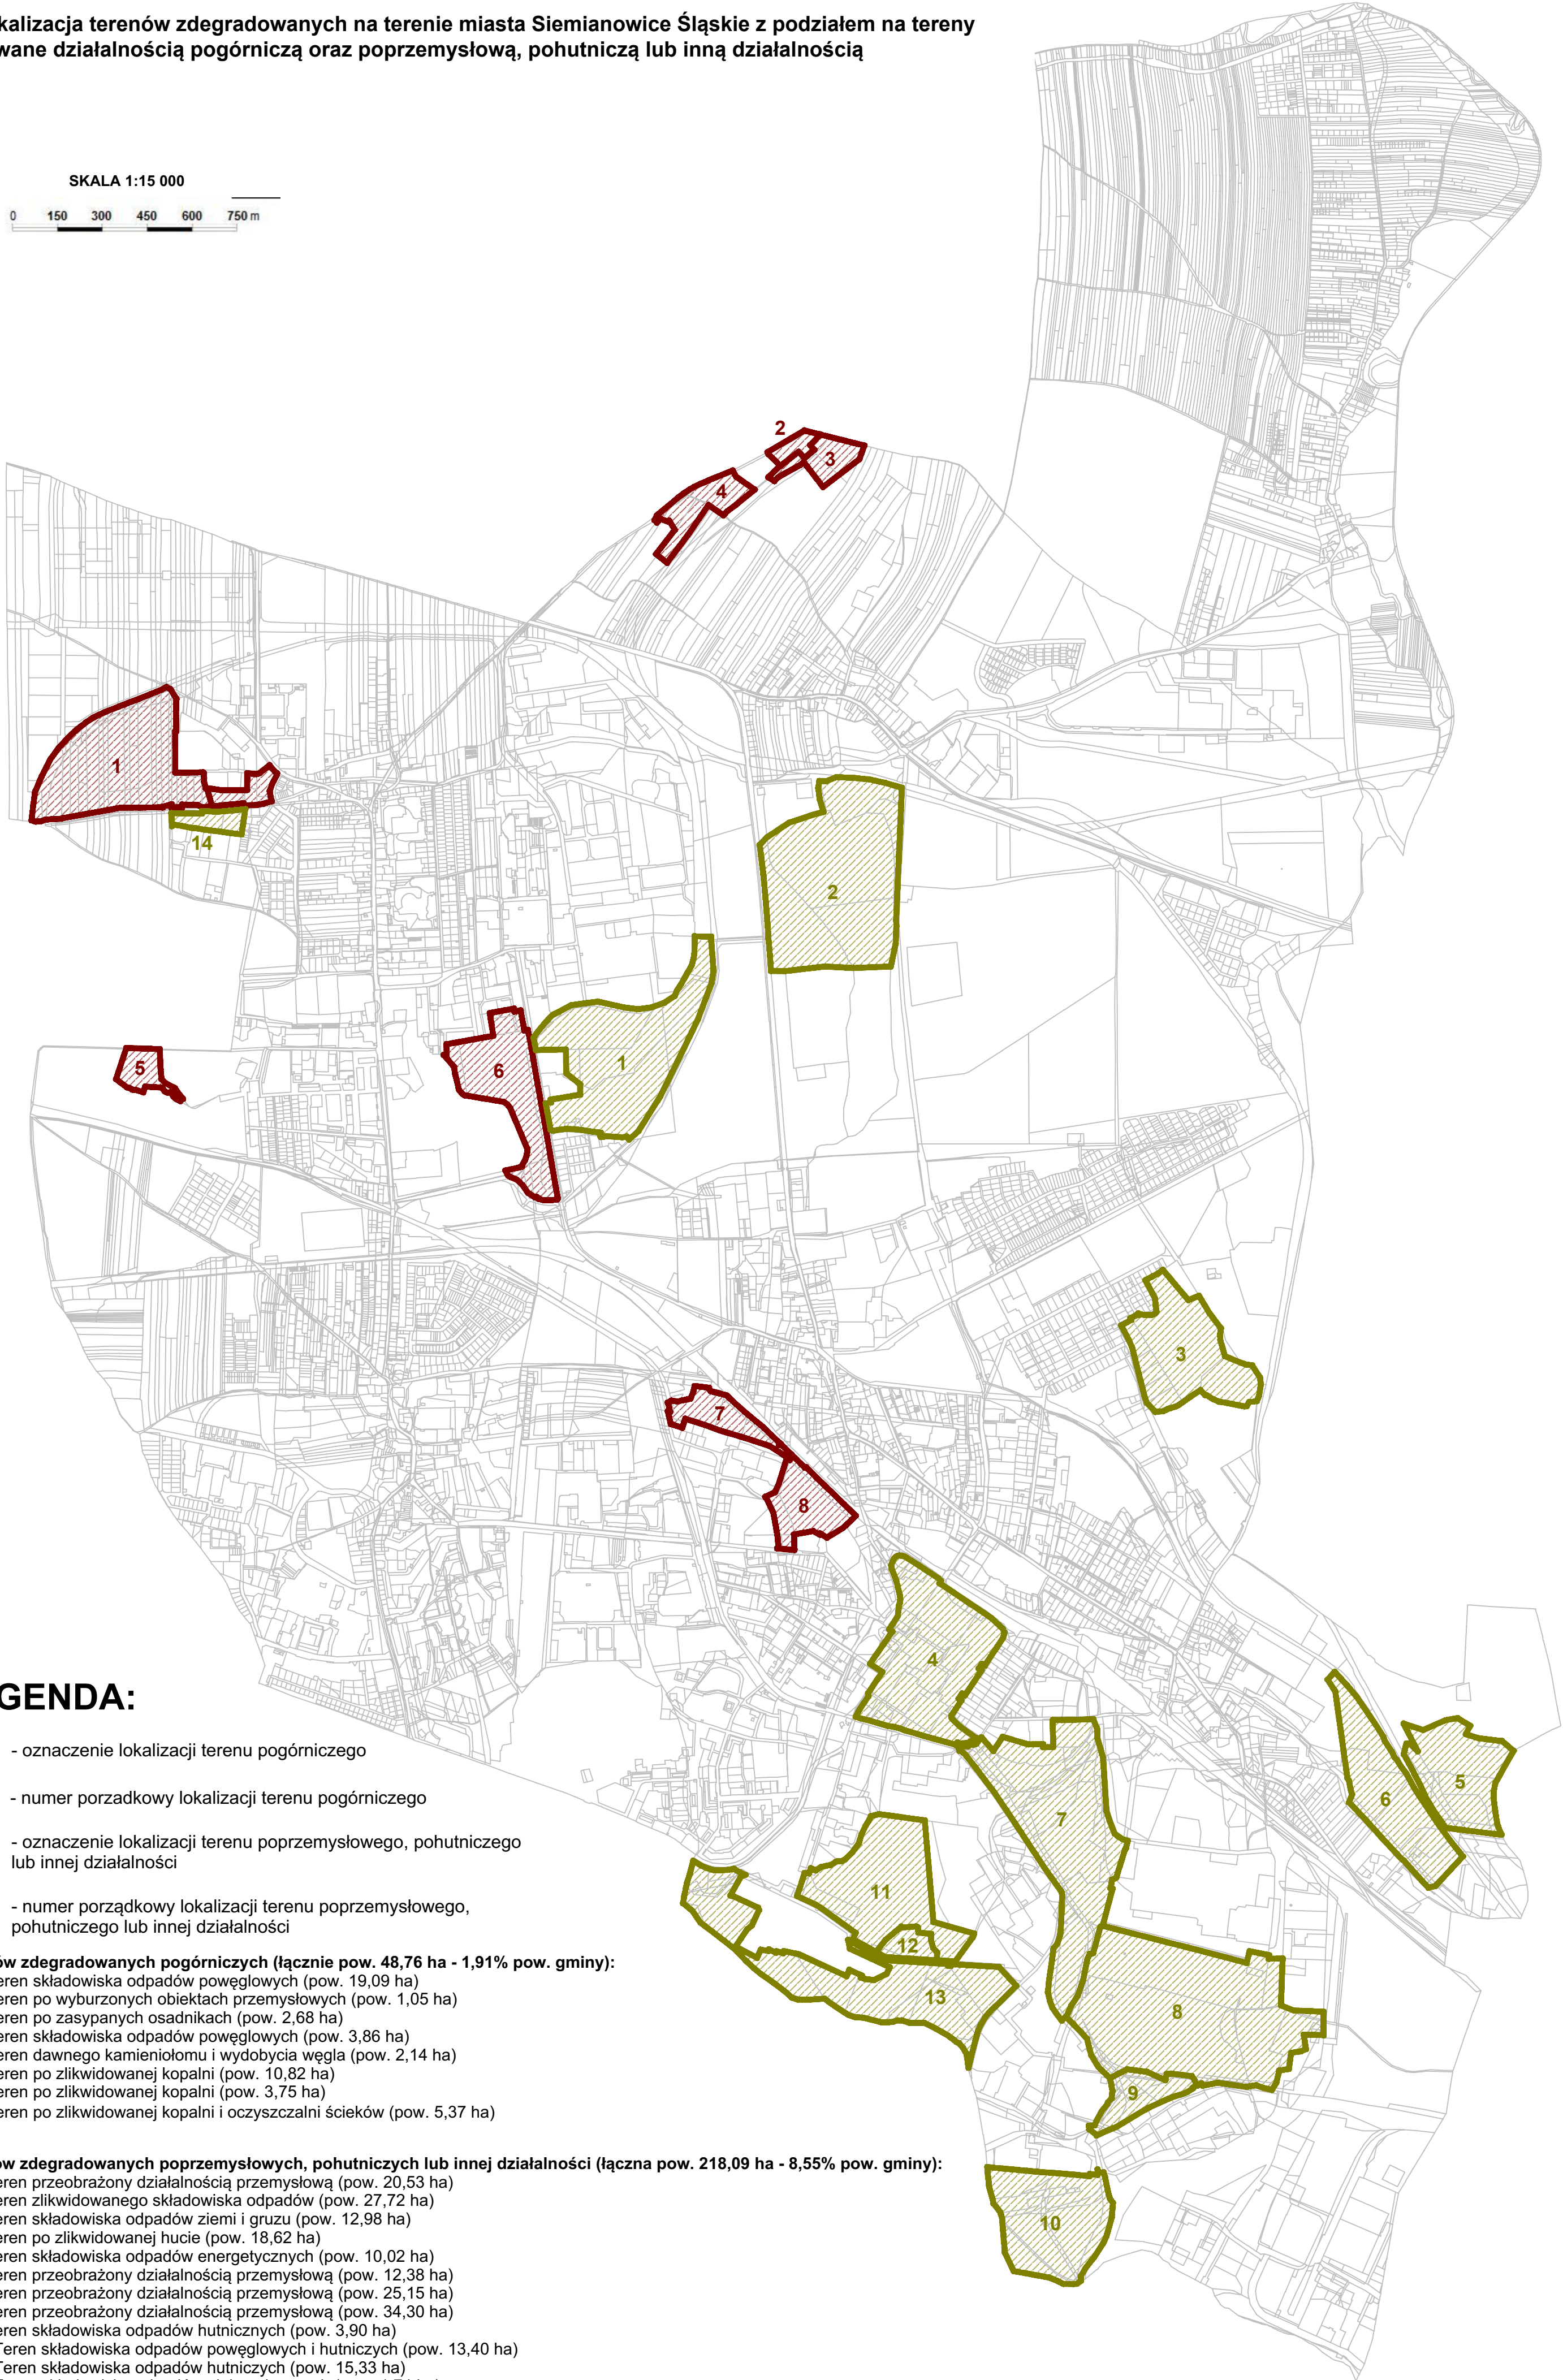 kalizacja terenów zdegradowanych na terenie miasta Siemianowice Śląskie z podziałem na tereny
wane działalnością pogórniczą oraz poprzemysłową, pohutniczą lub inną działalnością
SKALA 1:15 000
0 150 300 450 600 750 m
2
3
4
1
14
2
5
6
1
3
7
8
4
5
6
7
11
12
13
8
9
10
GENDA:
- oznaczenie lokalizacji terenu pogórniczego
- numer porzadkowy lokalizacji terenu pogórniczego
- oznaczenie lokalizacji terenu poprzemysłowego, pohutniczego
lub innej działalności
- numer porządkowy lokalizacji terenu poprzemysłowego,
pohutniczego lub innej działalności
ów zdegradowanych pogórniczych (łącznie pow. 48,76 ha - 1,91% pow. gminy):
eren składowiska odpadów powęglowych (pow. 19,09 ha)
eren po wyburzonych obiektach przemysłowych (pow. 1,05 ha)
eren po zasypanych osadnikach (pow. 2,68 ha)
eren składowiska odpadów powęglowych (pow. 3,86 ha)
eren dawnego kamieniołomu i wydobycia węgla (pow. 2,14 ha)
eren po zlikwidowanej kopalni (pow. 10,82 ha)
eren po zlikwidowanej kopalni (pow. 3,75 ha)
eren po zlikwidowanej kopalni i oczyszczalni ścieków (pow. 5,37 ha)
ów zdegradowanych poprzemysłowych, pohutniczych lub innej działalności (łączna pow. 218,09 ha - 8,55% pow. gminy):
eren przeobrażony działalnością przemysłową (pow. 20,53 ha)
eren zlikwidowanego składowiska odpadów (pow. 27,72 ha)
eren składowiska odpadów ziemi i gruzu (pow. 12,98 ha)
eren po zlikwidowanej hucie (pow. 18,62 ha)
eren składowiska odpadów energetycznych (pow. 10,02 ha)
eren przeobrażony działalnością przemysłową (pow. 12,38 ha)
eren przeobrażony działalnością przemysłową (pow. 25,15 ha)
eren przeobrażony działalnością przemysłową (pow. 34,30 ha)
eren składowiska odpadów hutnicznych (pow. 3,90 ha)
Teren składowiska odpadów powęglowych i hutniczych (pow. 13,40 ha)
Teren składowiska odpadów hutniczych (pow. 15,33 ha)